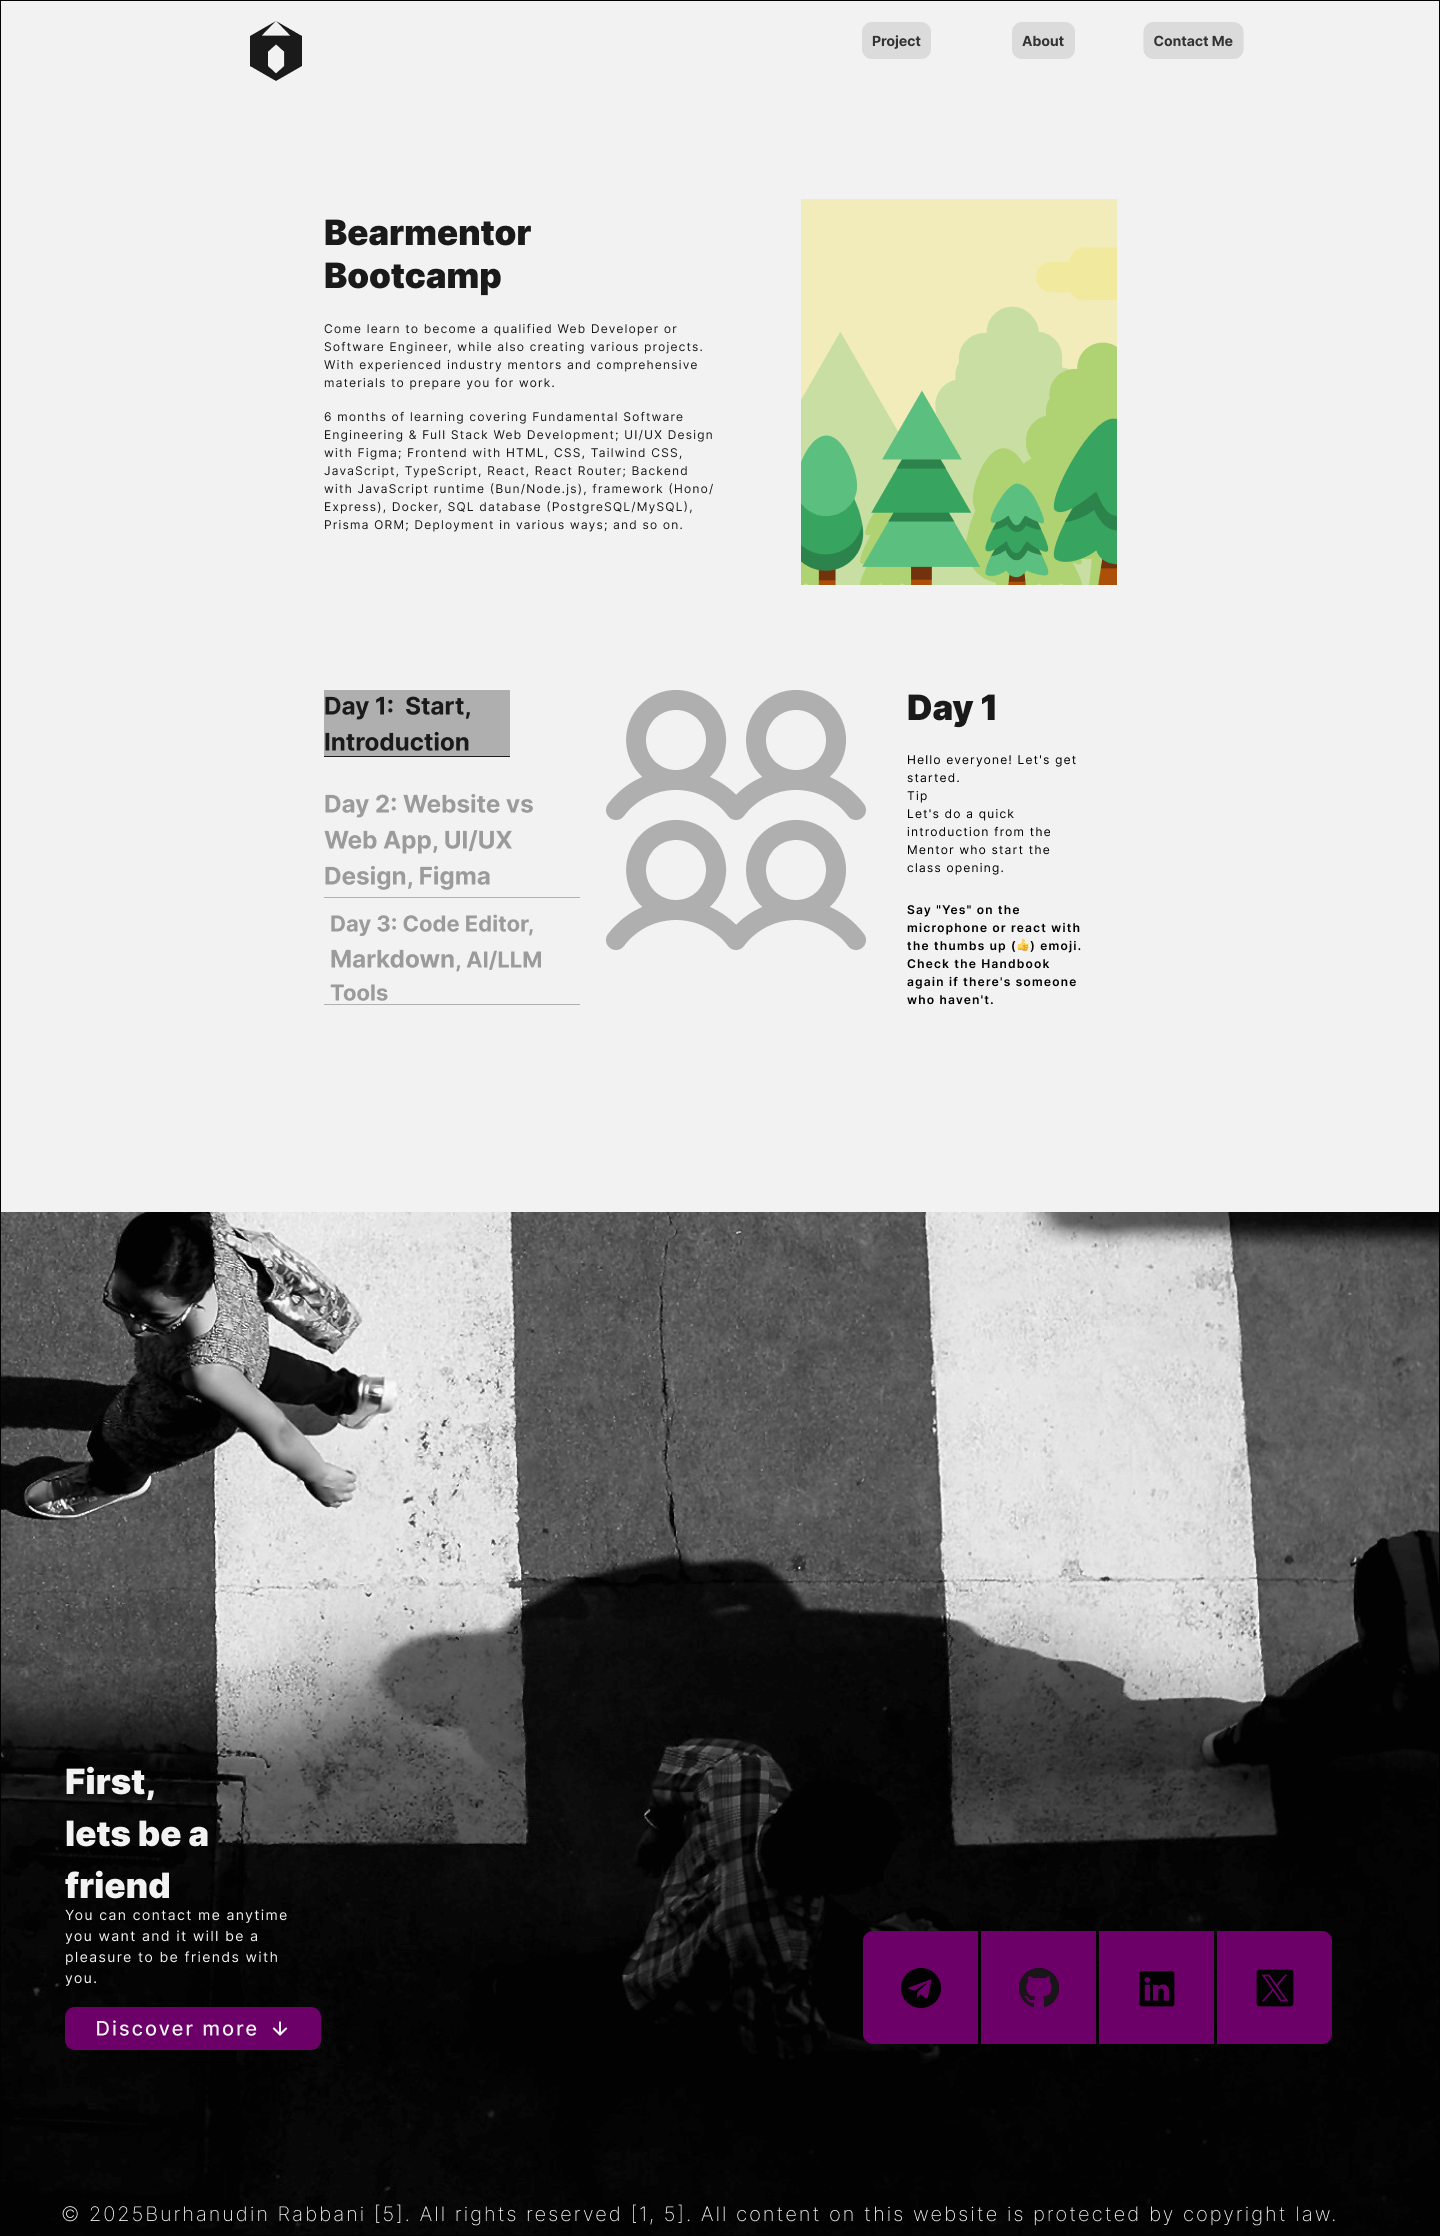 Project
About
Contact Me
Bearmentor
Bootcamp
Come learn to become a qualified Web Developer or
Software Engineer, while also creating various projects.
With experienced industry mentors and comprehensive
materials to prepare you for work.
6 months of learning covering Fundamental Software
Engineering & Full Stack Web Development; UI/UX Design
with Figma; Frontend with HTML, CSS, Tailwind CSS,
JavaScript, TypeScript, React, React Router; Backend
with JavaScript runtime (Bun/Node.js), framework (Hono/
Express), Docker, SQL database (PostgreSQL/MySQL),
Prisma ORM; Deployment in various ways; and so on.
Day 1: Start,
Introduction
Day 2: Website vs
Web App, UI/UX
Design, Figma
Day 3: Code Editor,
Markdown, AI/LLM
Tools
Day 1
Hello everyone! Let's get
started.
Tip
Let's do a quick
introduction from the
Mentor who start the
class opening.
Say "Yes" on the
microphone or react with
the thumbs up (👍) emoji.
Check the Handbook
again if there's someone
who haven't.
First,
lets be a
friend
You can contact me anytime
you want and it will be a
pleasure to be friends with
you.
Discover more ↓
in
X
© 2025Burhanudin Rabbani [5]. All rights reserved [1, 5]. All content on this website is protected by copyright law.